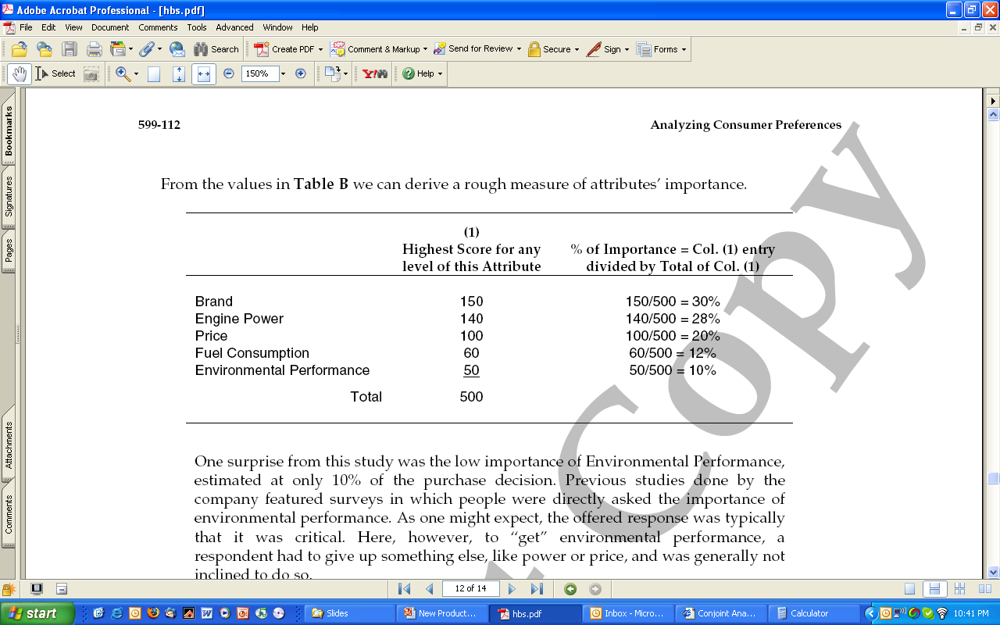 Adobe Acrobat Professional - [hbs.pdf]
File Edit View Document Comments Tools Advanced Window Help
Search Create PDF Comment & Markup Send for Review Secure Sign Forms
Select 150% Y! Help
Bookmarks
Signatures
Pages
Attachments
Comments
599-112 Analyzing Consumer Preferences
From the values in Table B we can derive a rough measure of attributes’ importance.
(1)
Highest Score for any % of Importance = Col. (1) entry
level of this Attribute divided by Total of Col. (1)
Brand 150 150/500 = 30%
Engine Power 140 140/500 = 28%
Price 100 100/500 = 20%
Fuel Consumption 60 60/500 = 12%
Environmental Performance 50 50/500 = 10%
Total 500
One surprise from this study was the low importance of Environmental Performance,
estimated at only 10% of the purchase decision. Previous studies done by the
company featured surveys in which people were directly asked the importance of
environmental performance. As one might expect, the offered response was typically
that it was critical. Here, however, to “get” environmental performance, a
respondent had to give up something else, like power or price, and was generally not
inclined to do so.
Copy
12 of 14
start Slides New Product... hbs.pdf Inbox - Micro... Conjoint Ana... Calculator 10:41 PM